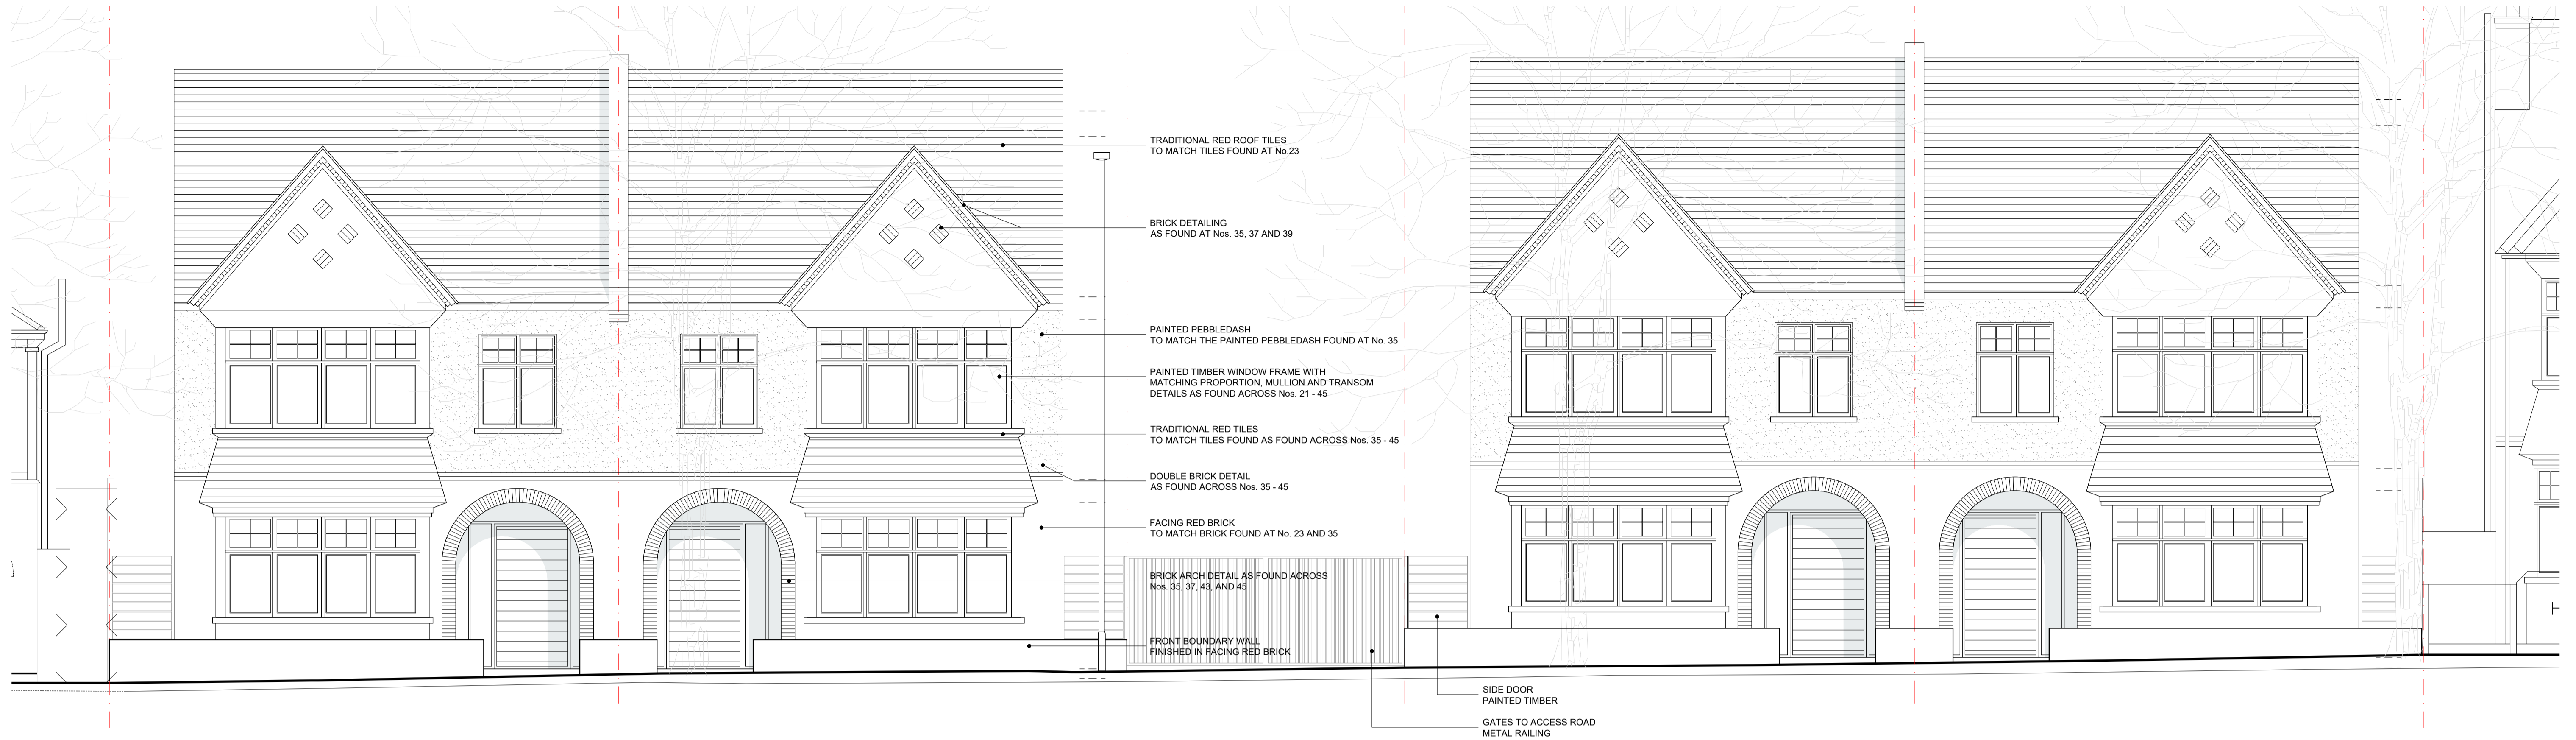 TRADITIONAL RED ROOF TILES
TO MATCH TILES FOUND AT No.23
BRICK DETAILING
AS FOUND AT Nos. 35, 37 AND 39
PAINTED PEBBLEDASH
TO MATCH THE PAINTED PEBBLEDASH FOUND AT No. 35
PAINTED TIMBER WINDOW FRAME WITH
MATCHING PROPORTION, MULLION AND TRANSOM
DETAILS AS FOUND ACROSS Nos. 21 - 45
TRADITIONAL RED TILES
TO MATCH TILES FOUND AS FOUND ACROSS Nos. 35 - 45
DOUBLE BRICK DETAIL
AS FOUND ACROSS Nos. 35 - 45
FACING RED BRICK
TO MATCH BRICK FOUND AT No. 23 AND 35
BRICK ARCH DETAIL AS FOUND ACROSS
Nos. 35, 37, 43, AND 45
FRONT BOUNDARY WALL
FINISHED IN FACING RED BRICK
SIDE DOOR
PAINTED TIMBER
GATES TO ACCESS ROAD
METAL RAILING